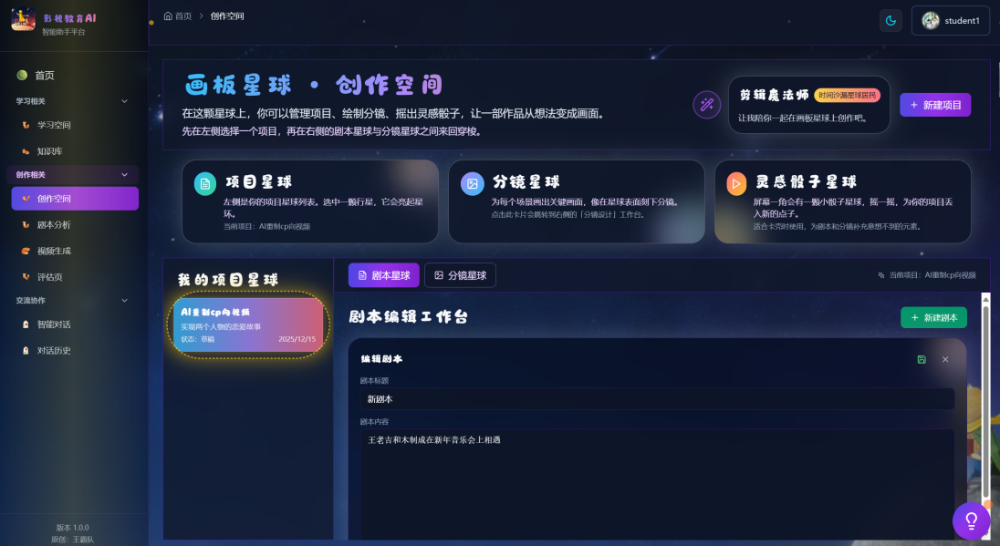 影视教育AI
智能助手平台
首页
创作空间
student1
首页
学习相关
学习空间
知识库
创作相关
创作空间
剧本分析
视频生成
评估页
交流协作
智能对话
对话历史
版本 1.0.0
原创：王霸队
画板星球 · 创作空间
在这颗星球上，你可以管理项目、绘制分镜、摇出灵感骰子，让一部作品从想法变成画面。
先在左侧选择一个项目，再在右侧的剧本星球与分镜星球之间来回穿梭。
剪辑魔法师 时间沙漏星球居民
让我陪你一起在画板星球上创作吧。
新建项目
项目星球
左侧是你的项目星球列表。选中一颗行星，它会亮起星
环。
当前项目：AI重制cp向视频
分镜星球
为每个场景画出关键画面，像在星球表面刻下分镜。
点击此卡片会跳转到右侧的「分镜设计」工作台。
灵感骰子星球
屏幕一角会有一颗小骰子星球，摇一摇，为你的项目丢
入新的点子。
适合卡壳时使用，为剧本和分镜补充意想不到的元素。
我的项目星球
AI重制cp向视频
实现两个人物的恋爱故事
状态：草稿 2025/12/15
剧本星球
分镜星球
当前项目：AI重制cp向视频
剧本编辑工作台
新建剧本
编辑剧本
剧本标题
新剧本
剧本内容
王老吉和木制成在新年音乐会上相遇